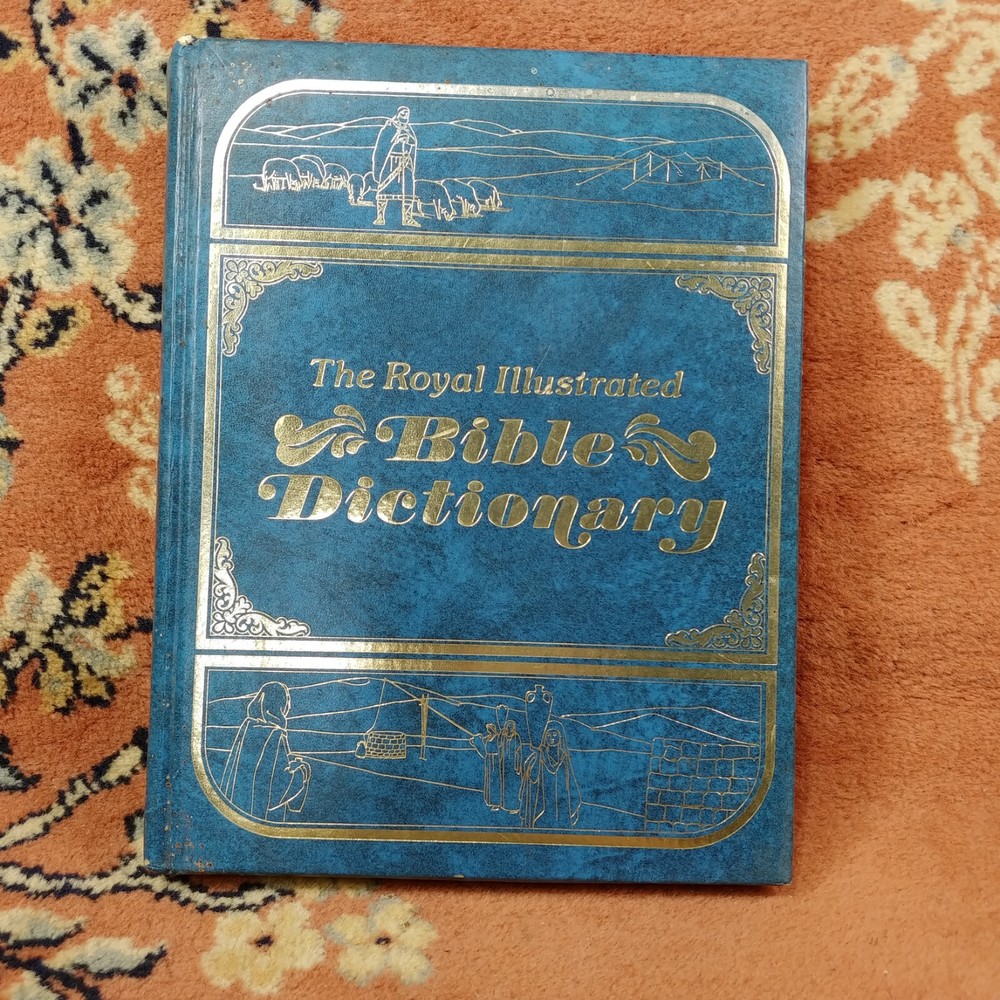 The Royal Illustrated
Bible
Dictionary